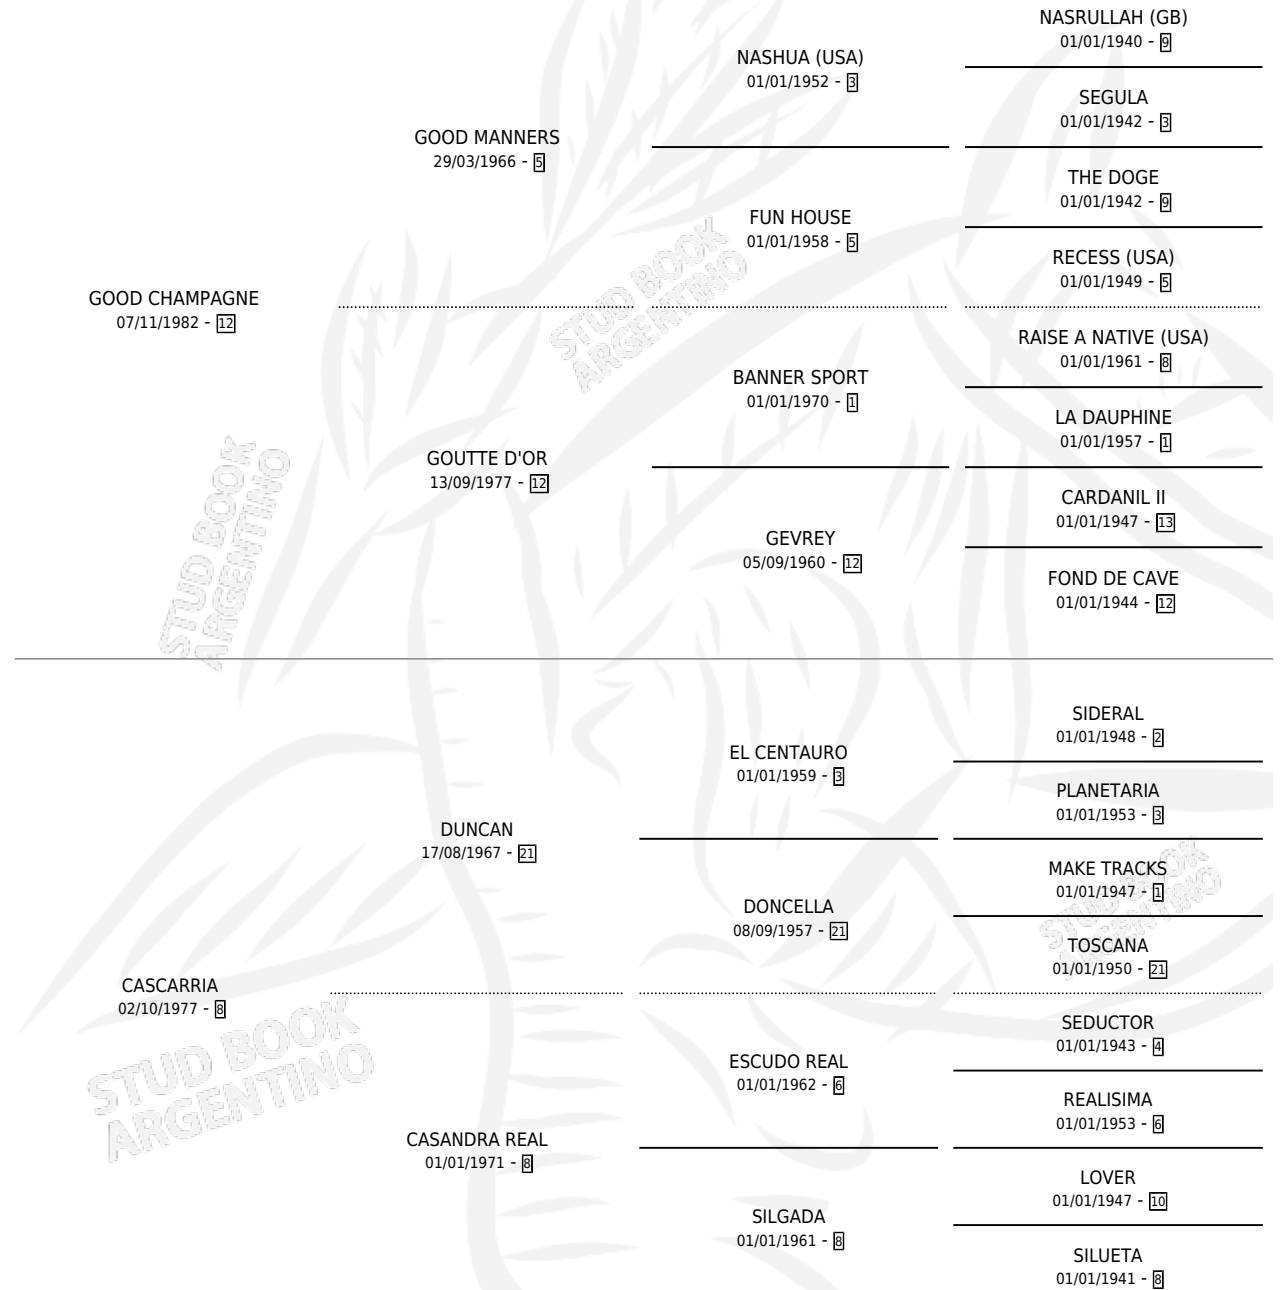 NASRULLAH (GB)
01/01/1940 - 9
NASHUA (USA)
01/01/1952 - 3
SEGULA
01/01/1942 - 3
GOOD MANNERS
29/03/1966 - 5
THE DOGE
01/01/1942 - 9
FUN HOUSE
01/01/1958 - 5
RECESS (USA)
01/01/1949 - 5
GOOD CHAMPAGNE
07/11/1982 - 12
RAISE A NATIVE (USA)
01/01/1961 - 8
BANNER SPORT
01/01/1970 - 1
LA DAUPHINE
01/01/1957 - 1
GOUTTE D'OR
13/09/1977 - 12
CARDANIL II
01/01/1947 - 13
GEVREY
05/09/1960 - 12
FOND DE CAVE
01/01/1944 - 12
SIDERAL
01/01/1948 - 2
EL CENTAURO
01/01/1959 - 3
PLANETARIA
01/01/1953 - 3
DUNCAN
17/08/1967 - 21
MAKE TRACKS
01/01/1947 - 1
DONCELLA
08/09/1957 - 21
TOSCANA
01/01/1950 - 21
CASCARRIA
02/10/1977 - 8
SEDUCTOR
01/01/1943 - 4
ESCUDO REAL
01/01/1962 - 6
REALISIMA
01/01/1953 - 6
CASANDRA REAL
01/01/1971 - 8
LOVER
01/01/1947 - 10
SILGADA
01/01/1961 - 8
SILUETA
01/01/1941 - 8
STUD BOOK
ARGENTINO
STUD BOOK
ARGENTINO
STUD BOOK
ARGENTINO
STUD BOOK
ARGENTINO